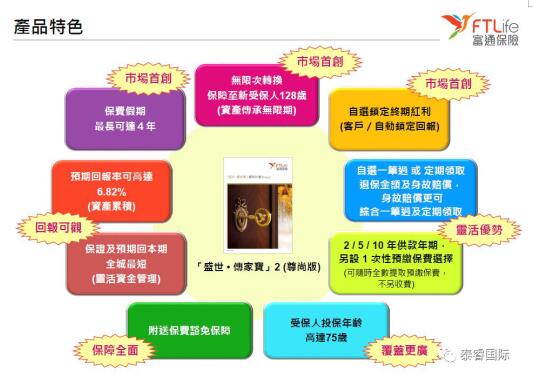 產品特色
FTLife
富通保險
市場首創
市場首創
市場首創
無限次轉換
保障至新受保人128歲
(資產傳承無限期)
保費假期
最長可達４年
自選鎖定終期紅利
(客戶 / 自動鎖定回報)
預期回報率可高達
6.82%
(資產累積)
自選一筆過 或 定期領取
退保金額及身故賠償，
身故賠償更可
綜合一筆過及定期領取
回報可觀
靈活優勢
保證及預期回本期
全城最短
(靈活資金管理)
「盛世 • 傳家寶」2 (尊尚版)
2 / 5 / 10 年供款年期，
另設 1 次性預繳保費選擇
(可隨時全數提取預繳保費，
不另收費)
附送保費豁免保障
受保人投保年齡
高達75歲
保障全面
覆蓋更廣
泰睿国际